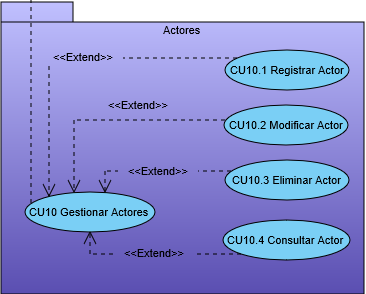 Actores
<<Extend>>
CU10.1 Registrar Actor
<<Extend>>
CU10.2 Modificar Actor
<<Extend>>
CU10.3 Eliminar Actor
CU10 Gestionar Actores
<<Extend>>
CU10.4 Consultar Actor